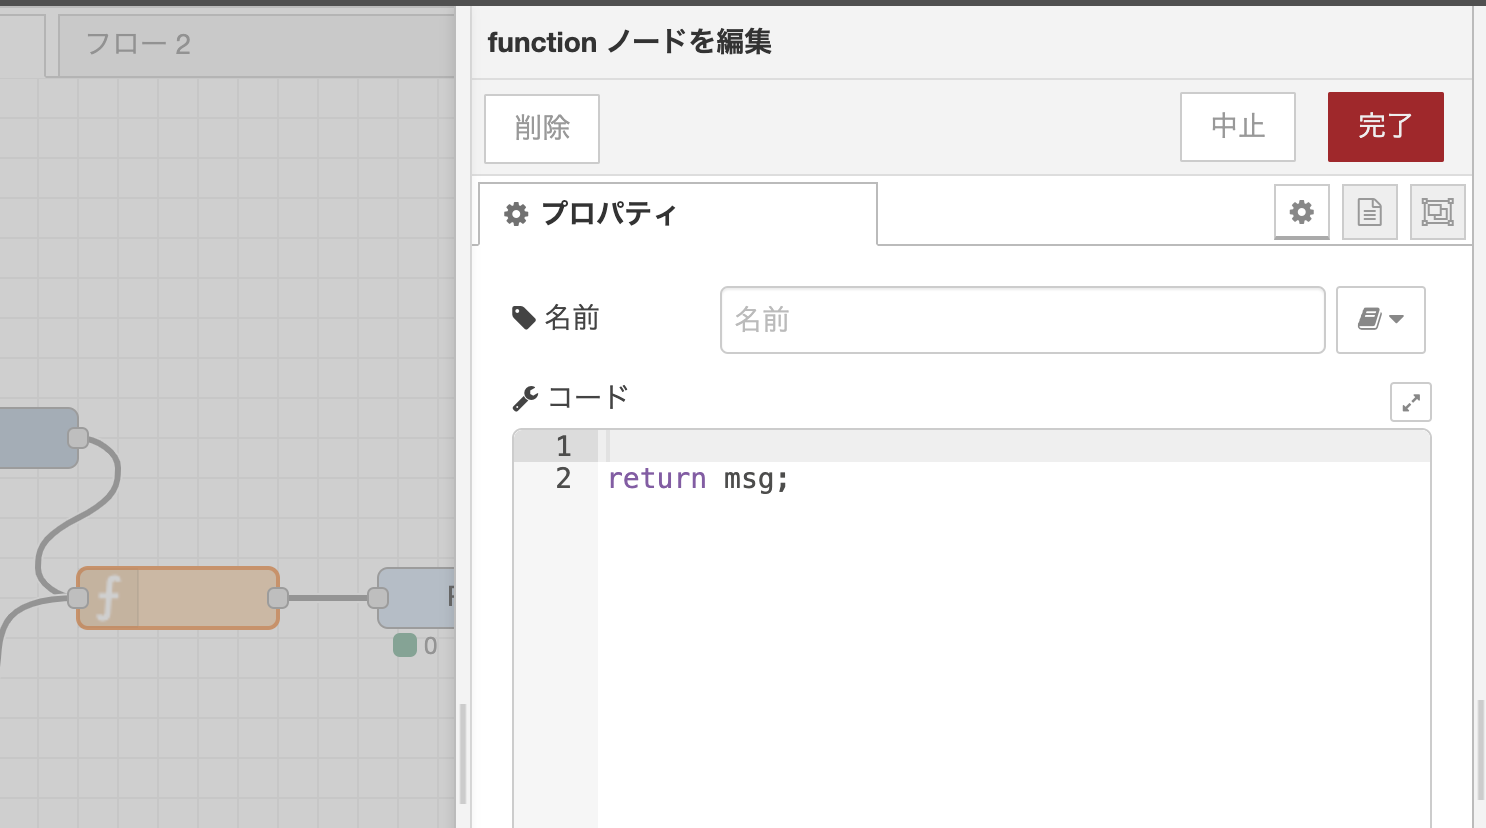 フロー 2
function ノードを編集
削除
中止
完了
プロパティ
名前
名前
コード
1
2 return msg;
0